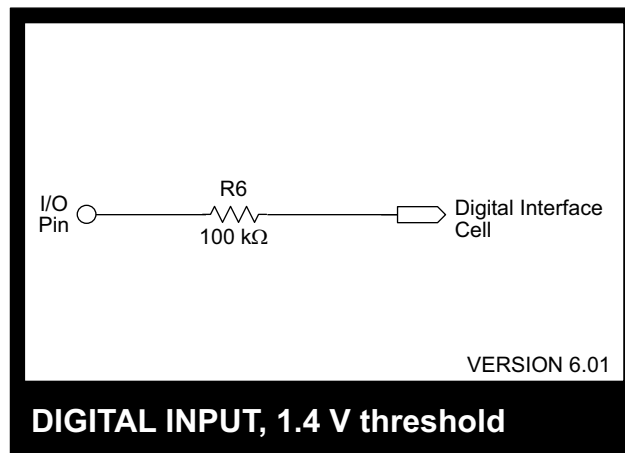 R6
I/O
Pin
100 kΩ
Digital Interface
Cell
VERSION 6.01
DIGITAL INPUT, 1.4 V threshold